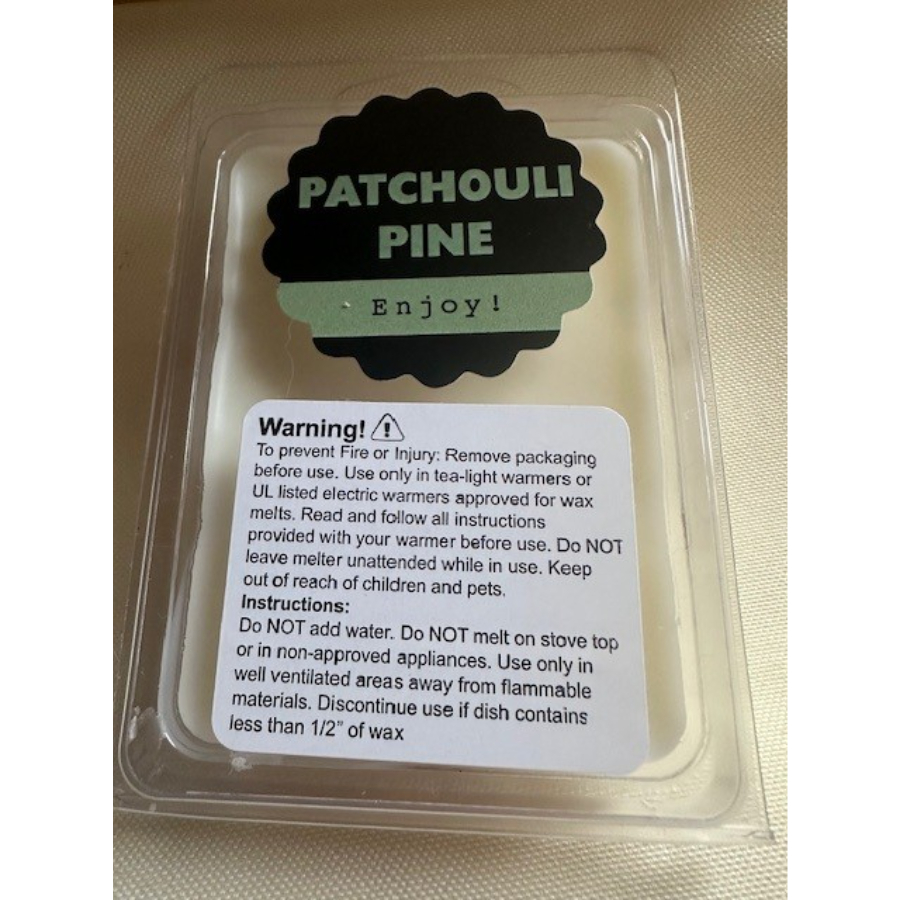 PATCHOULI
PINE
Enjoy!
Warning!
To prevent Fire or Injury: Remove packaging
before use. Use only in tea-light warmers or
UL listed electric warmers approved for wax
melts. Read and follow all instructions
provided with your warmer before use. Do NOT
leave melter unattended while in use. Keep
out of reach of children and pets.
Instructions:
Do NOT add water. Do NOT melt on stove top
or in non-approved appliances. Use only in
well ventilated areas away from flammable
materials. Discontinue use if dish contains
less than 1/2” of wax